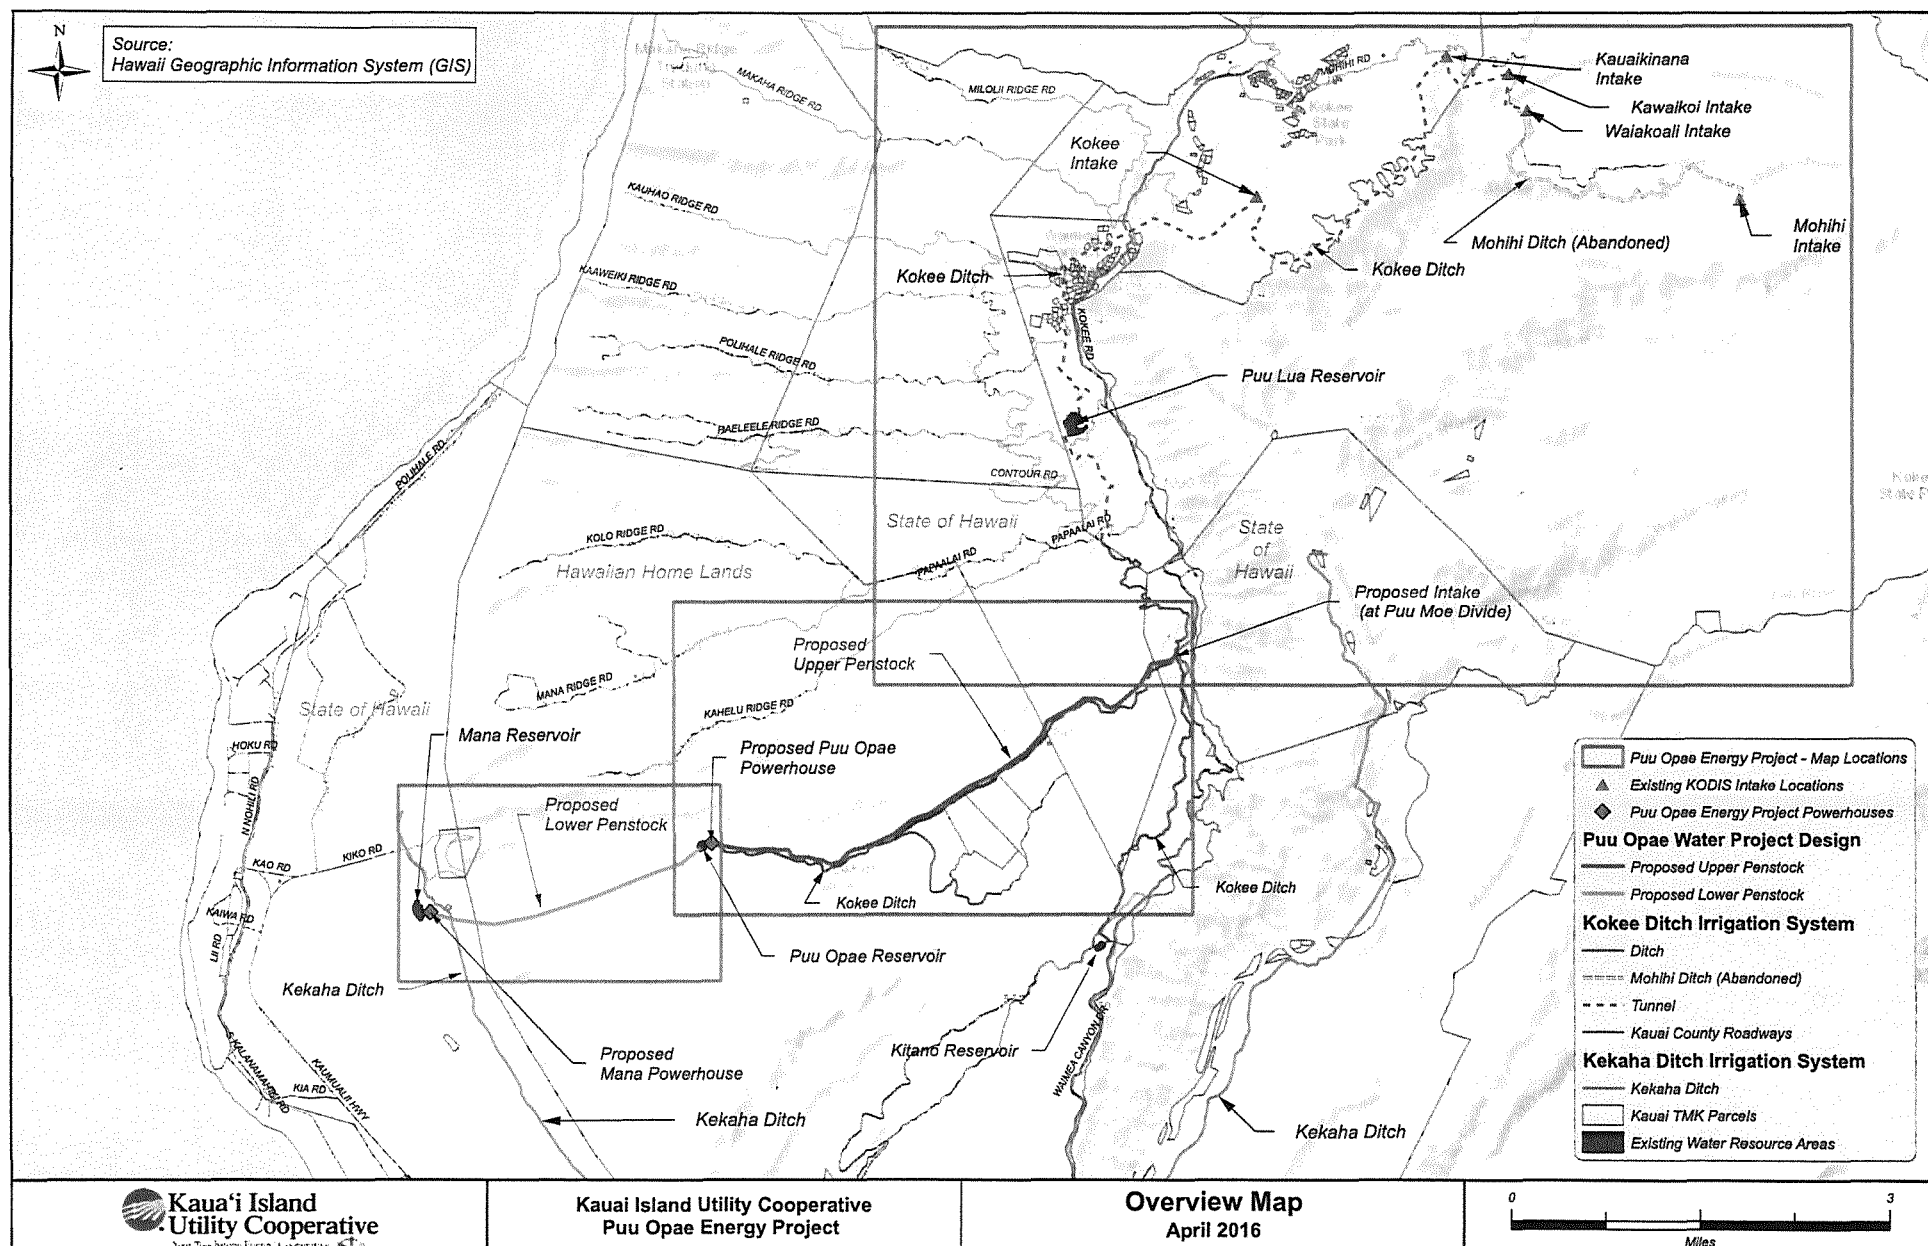 N
Source:
Hawaii Geographic Information System (GIS)
MAKAHA RIDGE RD
MILOLII RIDGE RD
MOHIHI RD
Kokee
State
Park
Kauaikinana
Intake
Kawaikoi Intake
Waiakoali Intake
Kokee
Intake
KAUHAO RIDGE RD
Mohihi Ditch (Abandoned)
Mohihi
Intake
Kokee Ditch
Kokee Ditch
KAAWEIKI RIDGE RD
KOKEE RD
POLIHALE RIDGE RD
Puu Lua Reservoir
HAELEELE RIDGE RD
POLIHALE RD
CONTOUR RD
State of Hawaii
PAPAALAI RD
State
of
Hawaii
KOLO RIDGE RD
PAPAALAI RD
Hawaiian Home Lands
Proposed Intake
(at Puu Moe Divide)
Proposed
Upper Penstock
MANA RIDGE RD
State of Hawaii
KAHELU RIDGE RD
Mana Reservoir
HOKU RD
Proposed Puu Opae
Powerhouse
N NOHILI RD
Proposed
Lower Penstock
KIKO RD
KAO RD
Kokee Ditch
Kokee Ditch
KAIWA RD
LII RD
Puu Opae Reservoir
Kekaha Ditch
Kitano Reservoir
WAIMEA CANYON DR
Proposed
Mana Powerhouse
S KALANAMAHIKI RD
KIA RD
KAUMUALII HWY
Kekaha Ditch
Kekaha Ditch
Puu Opae Energy Project - Map Locations
Existing KODIS Intake Locations
Puu Opae Energy Project Powerhouses
Puu Opae Water Project Design
Proposed Upper Penstock
Proposed Lower Penstock
Kokee Ditch Irrigation System
Ditch
Mohihi Ditch (Abandoned)
Tunnel
Kauai County Roadways
Kekaha Ditch Irrigation System
Kekaha Ditch
Kauai TMK Parcels
Existing Water Resource Areas
Kaua'i Island
Utility Cooperative
Kauai Island Utility Cooperative
Puu Opae Energy Project
Overview Map
April 2016
0 3
Miles